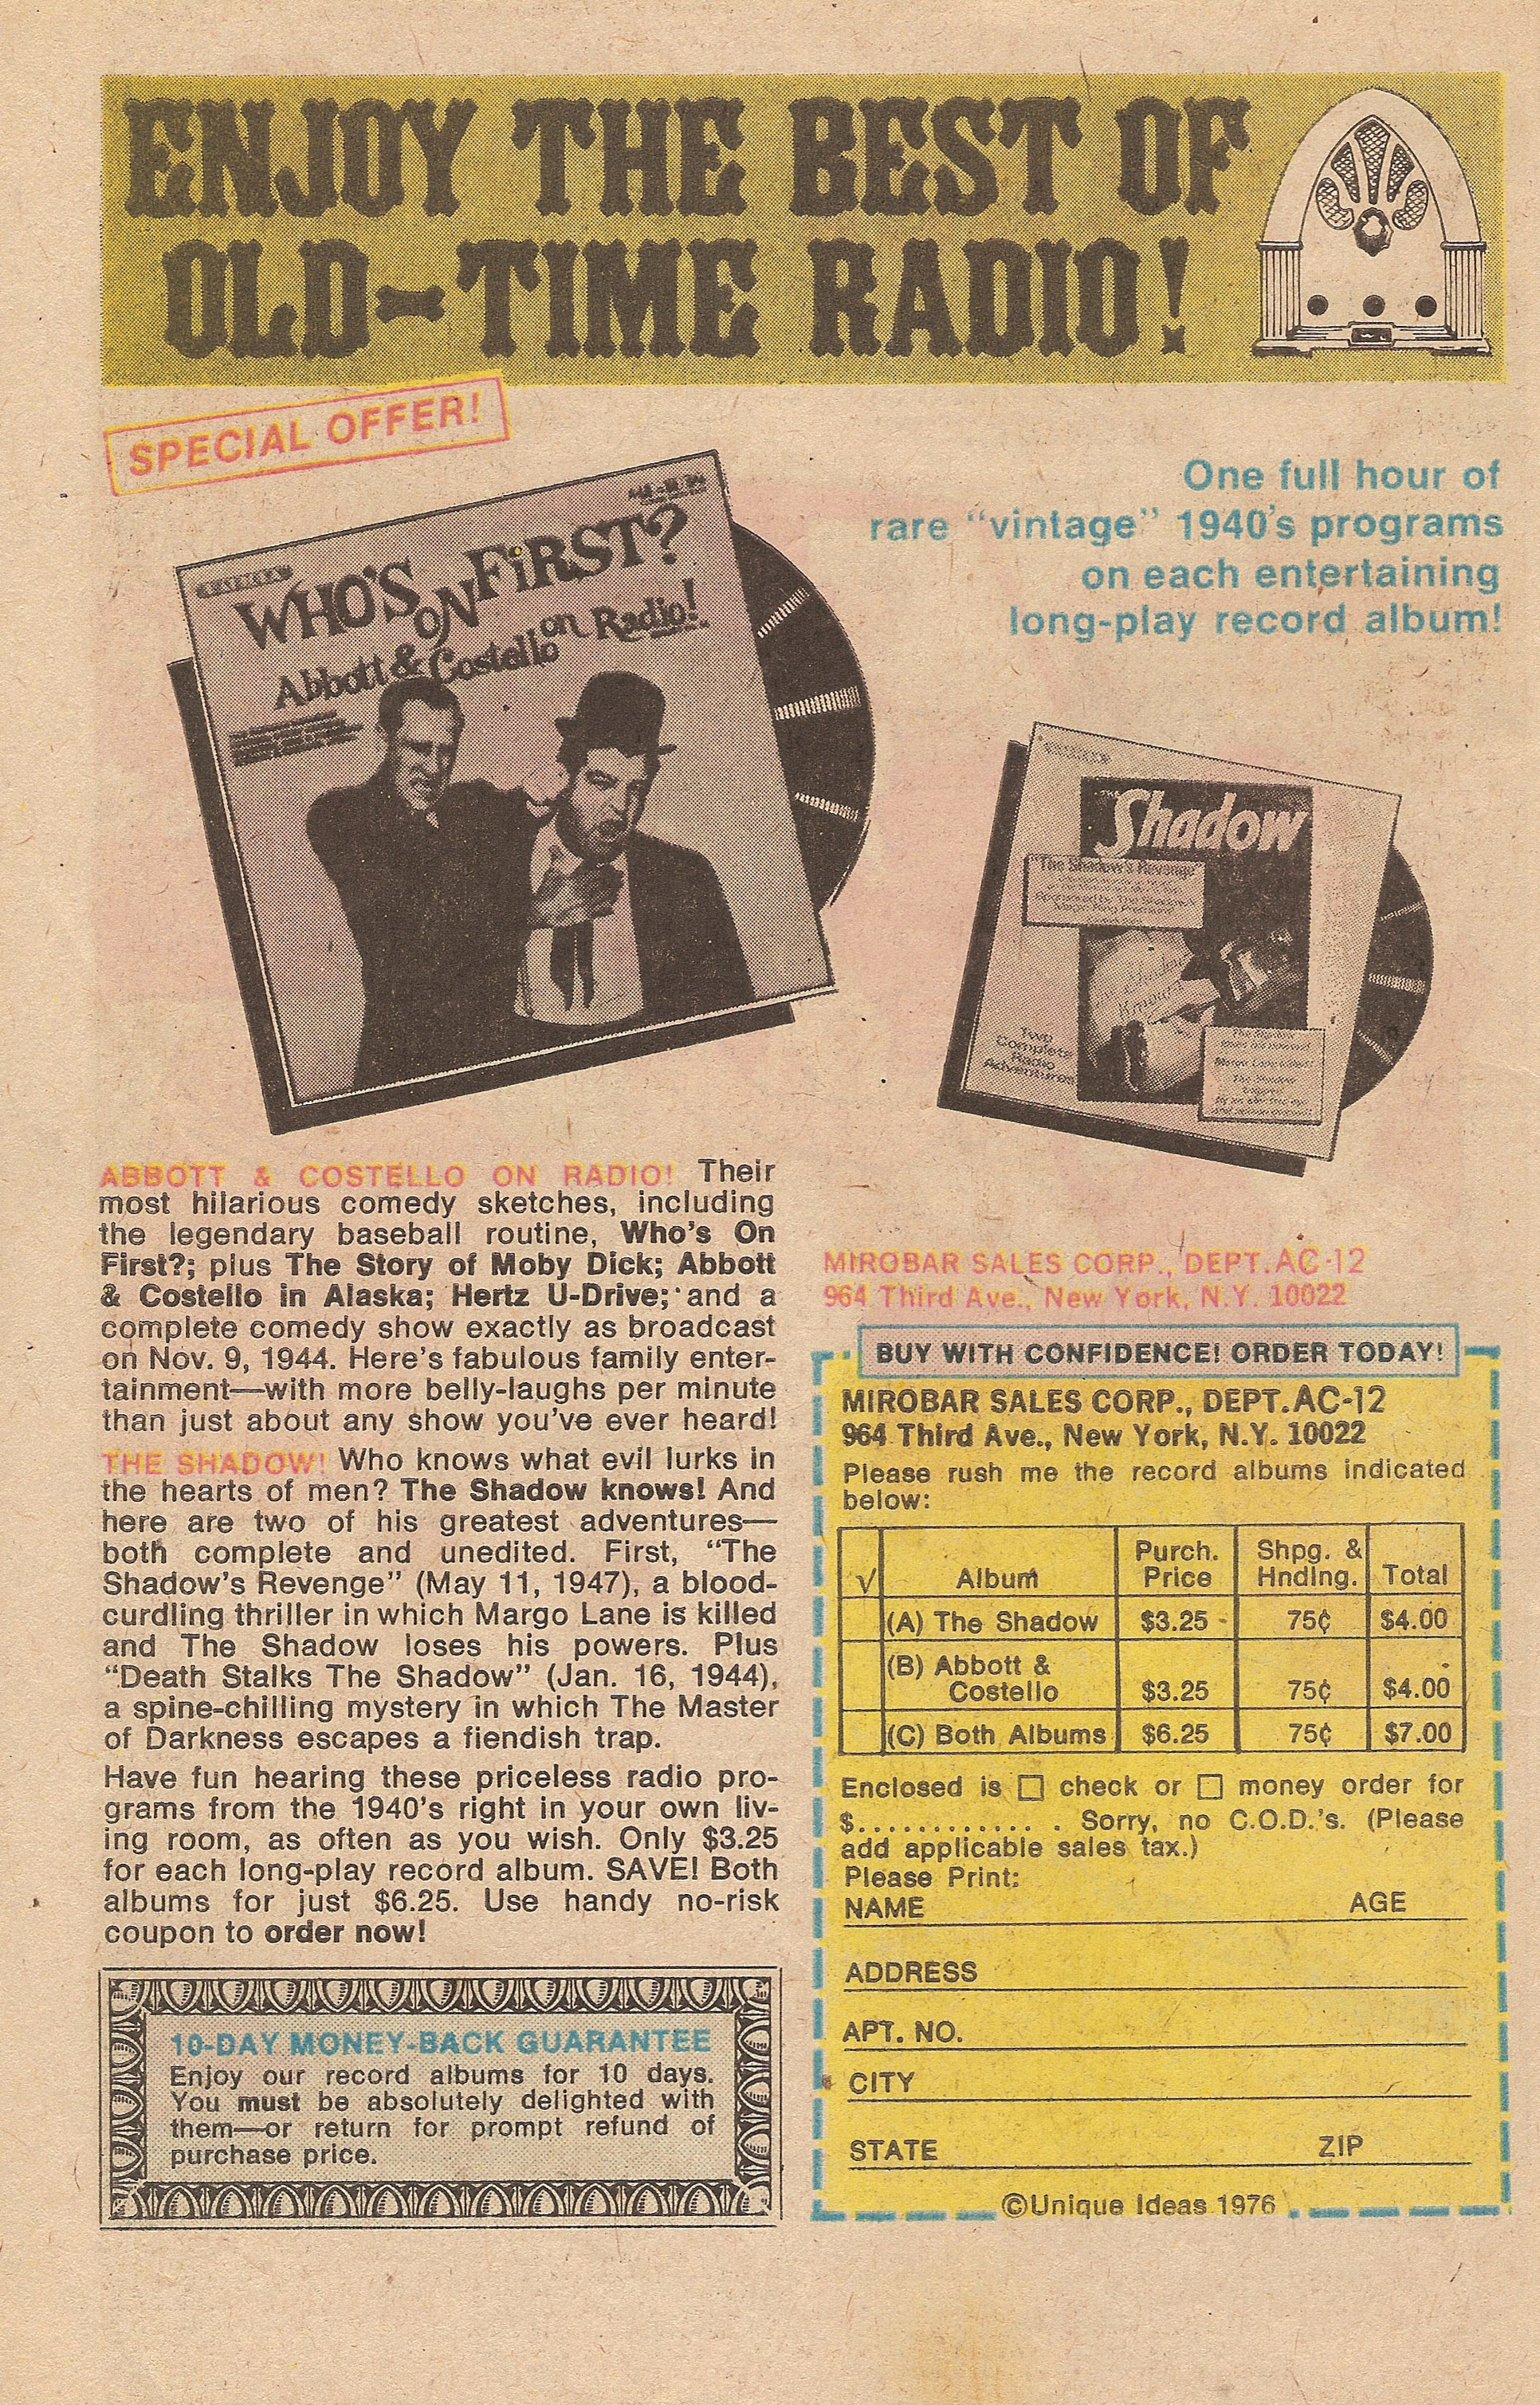 ENJOY THE BEST OF
OLD-TIME RADIO!
SPECIAL OFFER!
WHO'S ON FiRST?
Abbott & Costello on Radio!
One full hour of
rare “vintage” 1940's programs
on each entertaining
long-play record album!
THE
Shadow
"The Shadow's Revenge"
Two
Complete
Radio
Adventures
ABBOTT & COSTELLO ON RADIO! Their
most hilarious comedy sketches, including
the legendary baseball routine, Who's On
First?; plus The Story of Moby Dick; Abbott
& Costello in Alaska; Hertz U-Drive; and a
complete comedy show exactly as broadcast
on Nov. 9, 1944. Here's fabulous family enter-
tainment—with more belly-laughs per minute
than just about any show you've ever heard!
THE SHADOW! Who knows what evil lurks in
the hearts of men? The Shadow knows! And
here are two of his greatest adventures—
both complete and unedited. First, “The
Shadow's Revenge” (May 11, 1947), a blood-
curdling thriller in which Margo Lane is killed
and The Shadow loses his powers. Plus
“Death Stalks The Shadow” (Jan. 16, 1944),
a spine-chilling mystery in which The Master
of Darkness escapes a fiendish trap.
Have fun hearing these priceless radio pro-
grams from the 1940's right in your own liv-
ing room, as often as you wish. Only $3.25
for each long-play record album. SAVE! Both
albums for just $6.25. Use handy no-risk
coupon to order now!
10-DAY MONEY-BACK GUARANTEE
Enjoy our record albums for 10 days.
You must be absolutely delighted with
them—or return for prompt refund of
purchase price.
MIROBAR SALES CORP., DEPT. AC-12
964 Third Ave., New York, N.Y. 10022
BUY WITH CONFIDENCE! ORDER TODAY!
MIROBAR SALES CORP., DEPT. AC-12
964 Third Ave., New York, N.Y. 10022
Please rush me the record albums indicated
below:
√ Album Purch. Price Shpg. & Hndlng. Total
(A) The Shadow $3.25 75¢ $4.00
(B) Abbott & Costello $3.25 75¢ $4.00
(C) Both Albums $6.25 75¢ $7.00
Enclosed is □ check or □ money order for
$............. Sorry, no C.O.D.'s. (Please
add applicable sales tax.)
Please Print:
NAME AGE
ADDRESS
APT. NO.
CITY
STATE ZIP
©Unique Ideas 1976